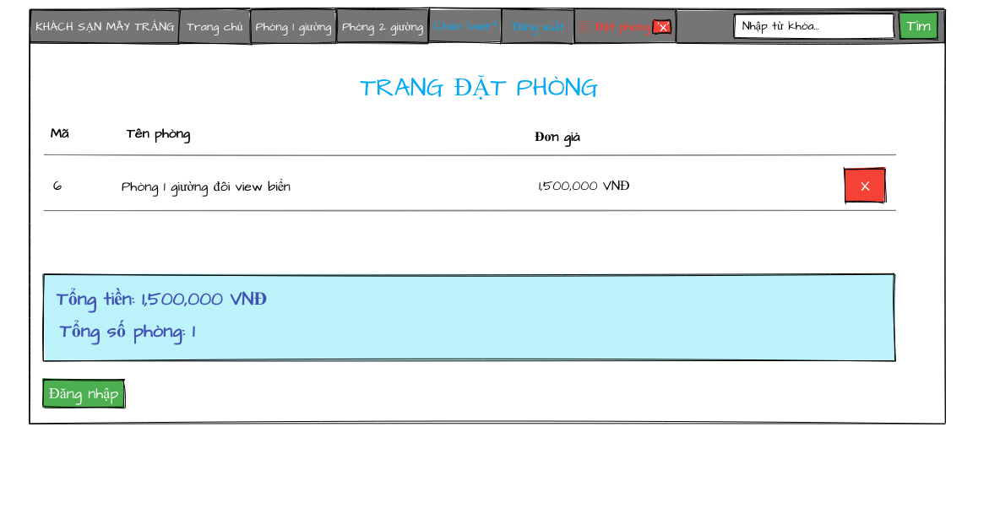 KHÁCH SẠN MÂY TRẮNG Trang chủ Phòng 1 giường Phòng 2 giường Chào user! Đăng xuất Đặt phòng X Nhập từ khóa... Tìm
TRANG ĐẶT PHÒNG
Mã Tên phòng Đơn giá
6 Phòng 1 giường đôi view biển 1,500,000 VNĐ X
Tổng tiền: 1,500,000 VNĐ
Tổng số phòng: 1
Đăng nhập